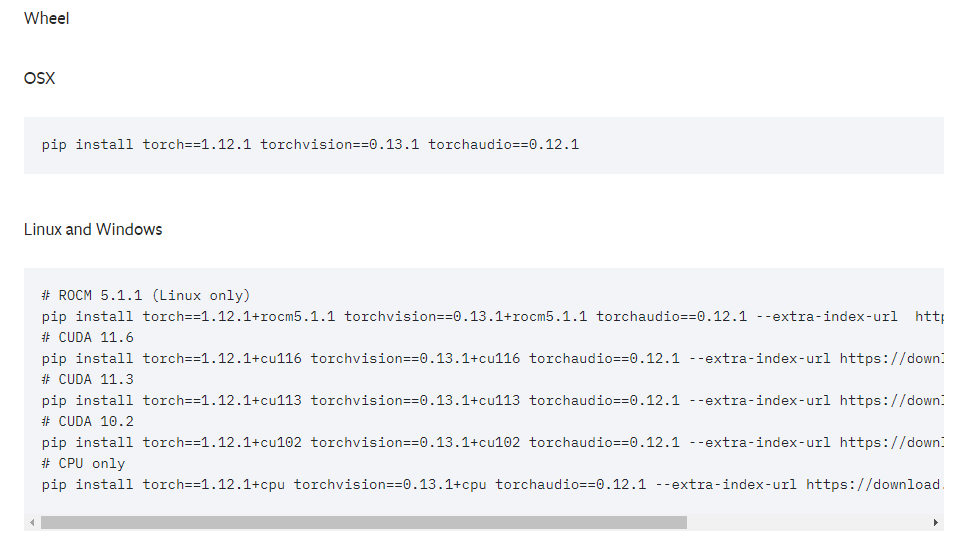 Wheel
OSX
pip install torch==1.12.1 torchvision==0.13.1 torchaudio==0.12.1
Linux and Windows
# ROCM 5.1.1 (Linux only)
pip install torch==1.12.1+rocm5.1.1 torchvision==0.13.1+rocm5.1.1 torchaudio==0.12.1 --extra-index-url  http
# CUDA 11.6
pip install torch==1.12.1+cu116 torchvision==0.13.1+cu116 torchaudio==0.12.1 --extra-index-url https://downl
# CUDA 11.3
pip install torch==1.12.1+cu113 torchvision==0.13.1+cu113 torchaudio==0.12.1 --extra-index-url https://downl
# CUDA 10.2
pip install torch==1.12.1+cu102 torchvision==0.13.1+cu102 torchaudio==0.12.1 --extra-index-url https://downl
# CPU only
pip install torch==1.12.1+cpu torchvision==0.13.1+cpu torchaudio==0.12.1 --extra-index-url https://download.